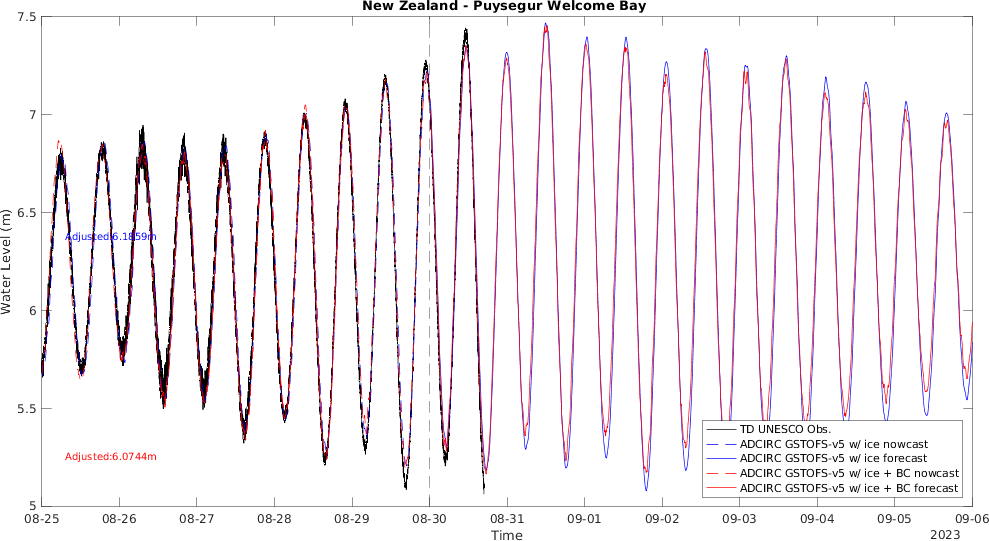 New Zealand - Puysegur Welcome Bay
7.5
7
6.5
6
5.5
5
Water Level (m)
Adjusted:6.1859m
Adjusted:6.0744m
TD UNESCO Obs.
ADCIRC GSTOFS-v5 w/ ice nowcast
ADCIRC GSTOFS-v5 w/ ice forecast
ADCIRC GSTOFS-v5 w/ ice + BC nowcast
ADCIRC GSTOFS-v5 w/ ice + BC forecast
08-25 08-26 08-27 08-28 08-29 08-30 08-31 09-01 09-02 09-03 09-04 09-05 09-06
Time
2023